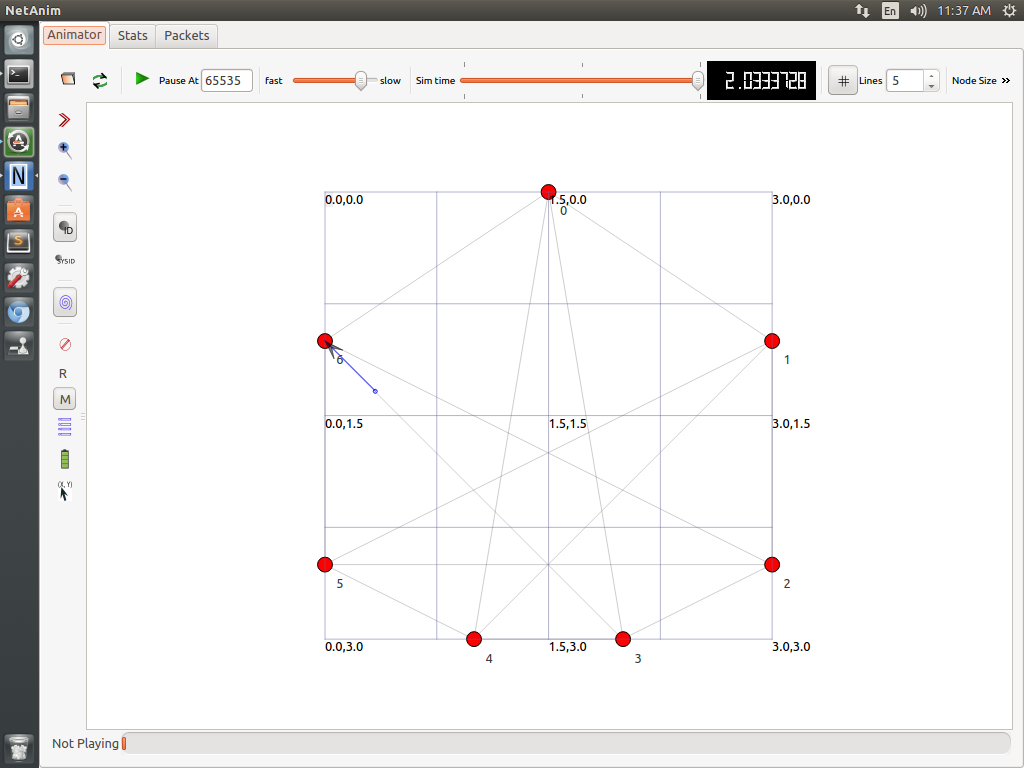 NetAnim
En
11:37 AM
Animator
Stats
Packets
Pause At
65535
fast
slow
Sim time
2.0333728
#
Lines
5
Node Size »
ID
SYSID
R
M
(X, Y)
0.0,0.0
1.5,0.0
3.0,0.0
0
6
1
0.0,1.5
1.5,1.5
3.0,1.5
5
2
0.0,3.0
1.5,3.0
3.0,3.0
4
3
N
A
S
Not Playing